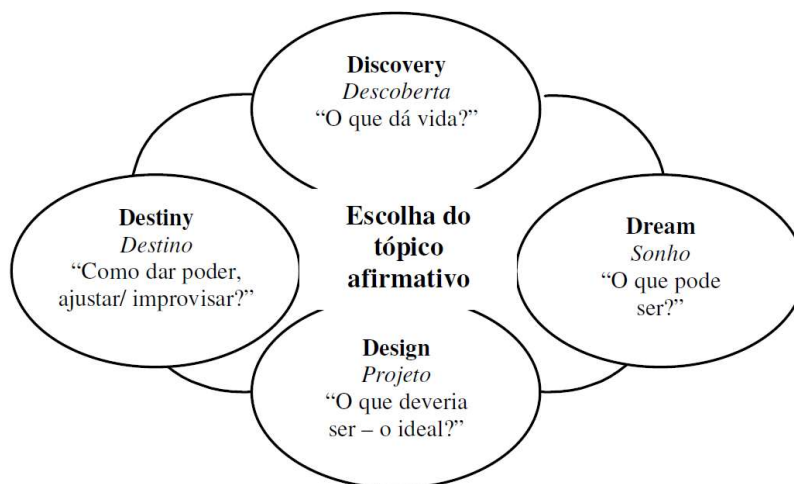 Discovery
Descoberta
“O que dá vida?”
Destiny
Destino
“Como dar poder,
ajustar/ improvisar?”
Escolha do
tópico
afirmativo
Dream
Sonho
“O que pode
ser?”
Design
Projeto
“O que deveria
ser – o ideal?”